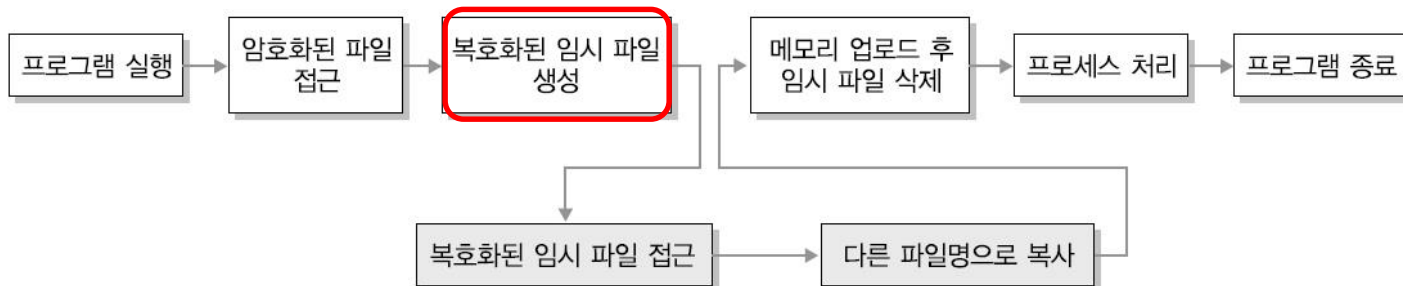 프로그램 실행
암호화된 파일
접근
복호화된 임시 파일
생성
메모리 업로드 후
임시 파일 삭제
프로세스 처리
프로그램 종료
복호화된 임시 파일 접근
다른 파일명으로 복사